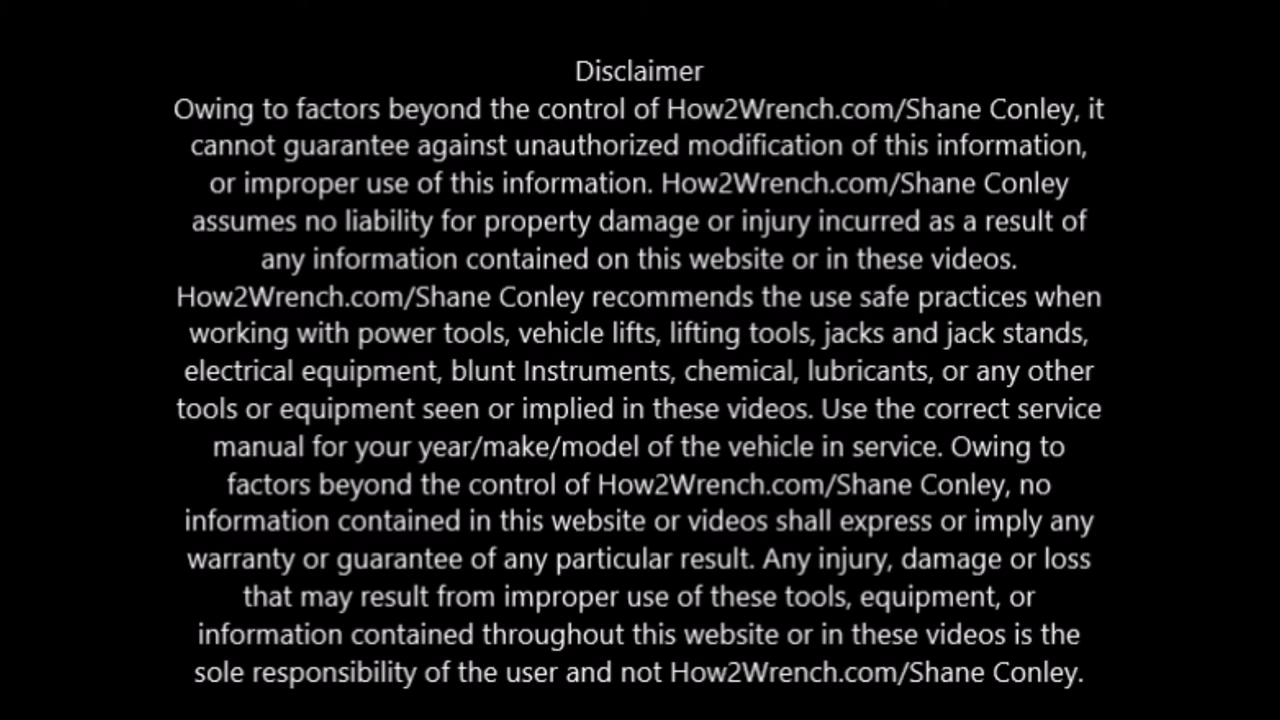 Disclaimer
Owing to factors beyond the control of How2Wrench.com/Shane Conley, it
cannot guarantee against unauthorized modification of this information,
or improper use of this information. How2Wrench.com/Shane Conley
assumes no liability for property damage or injury incurred as a result of
any information contained on this website or in these videos.
How2Wrench.com/Shane Conley recommends the use safe practices when
working with power tools, vehicle lifts, lifting tools, jacks and jack stands,
electrical equipment, blunt Instruments, chemical, lubricants, or any other
tools or equipment seen or implied in these videos. Use the correct service
manual for your year/make/model of the vehicle in service. Owing to
factors beyond the control of How2Wrench.com/Shane Conley, no
information contained in this website or videos shall express or imply any
warranty or guarantee of any particular result. Any injury, damage or loss
that may result from improper use of these tools, equipment, or
information contained throughout this website or in these videos is the
sole responsibility of the user and not How2Wrench.com/Shane Conley.